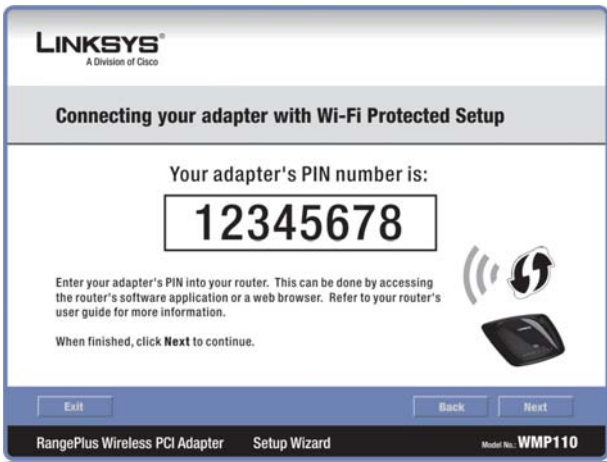 LINKSYS®
A Division of Cisco
Connecting your adapter with Wi-Fi Protected Setup
Your adapter's PIN number is:
12345678
Enter your adapter's PIN into your router. This can be done by accessing
the router's software application or a web browser. Refer to your router's
user guide for more information.
When finished, click Next to continue.
Exit
Back
Next
RangePlus Wireless PCI Adapter Setup Wizard Model No.: WMP110